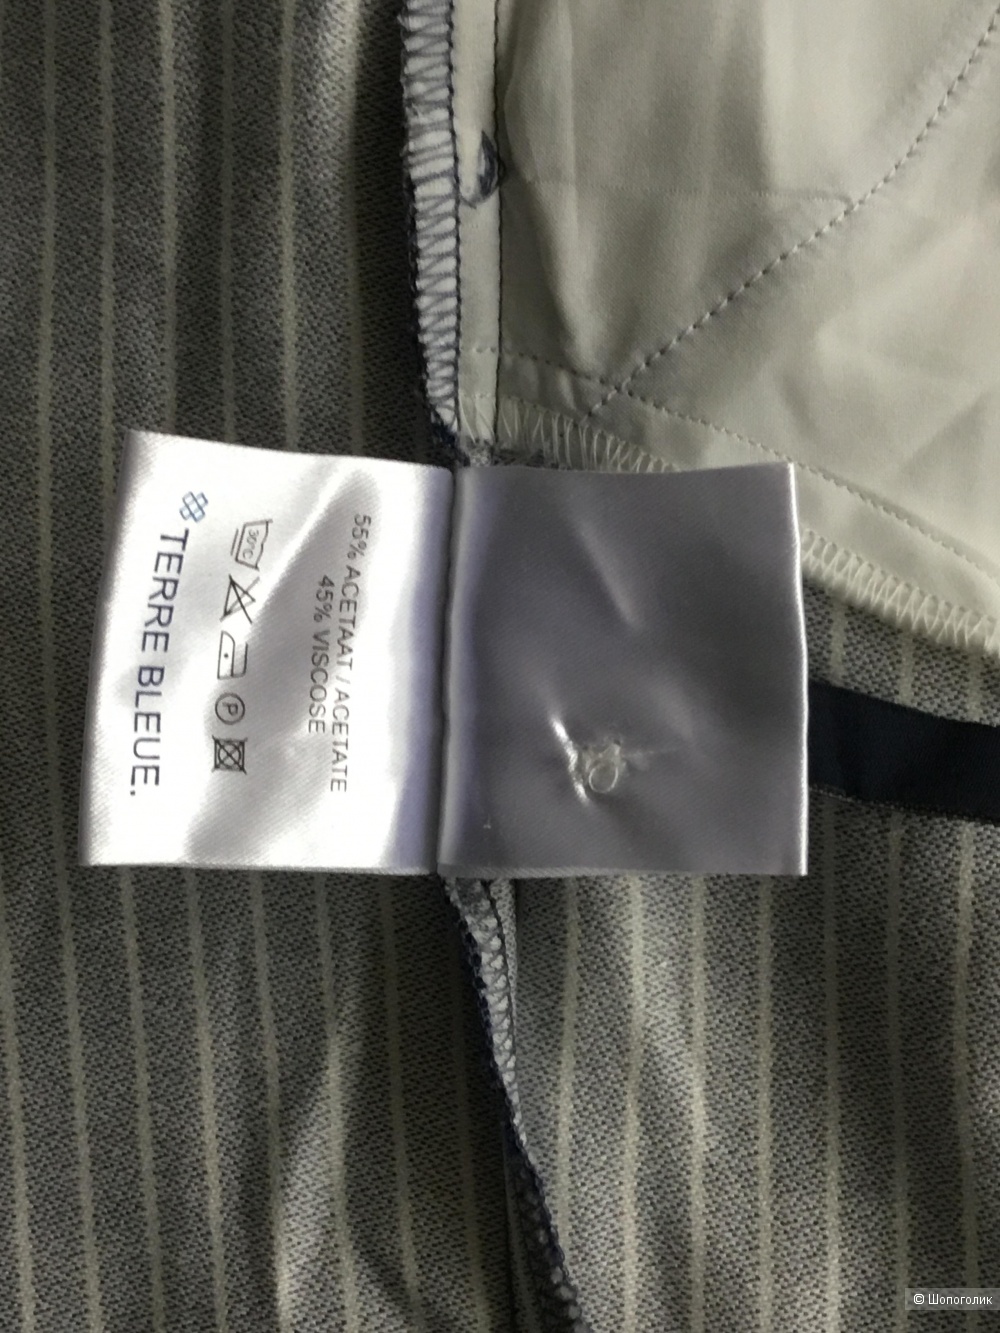 55% ACETAAT / ACETATE
45% VISCOSE
30°C
P
TERRE BLEUE.
© Шопоголик